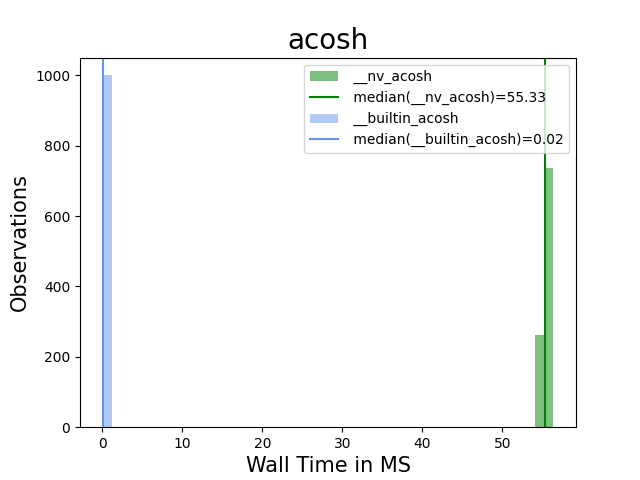 acosh
__nv_acosh
median(__nv_acosh)=55.33
__builtin_acosh
median(__builtin_acosh)=0.02
1000
800
600
400
200
0
Observations
0 10 20 30 40 50
Wall Time in MS